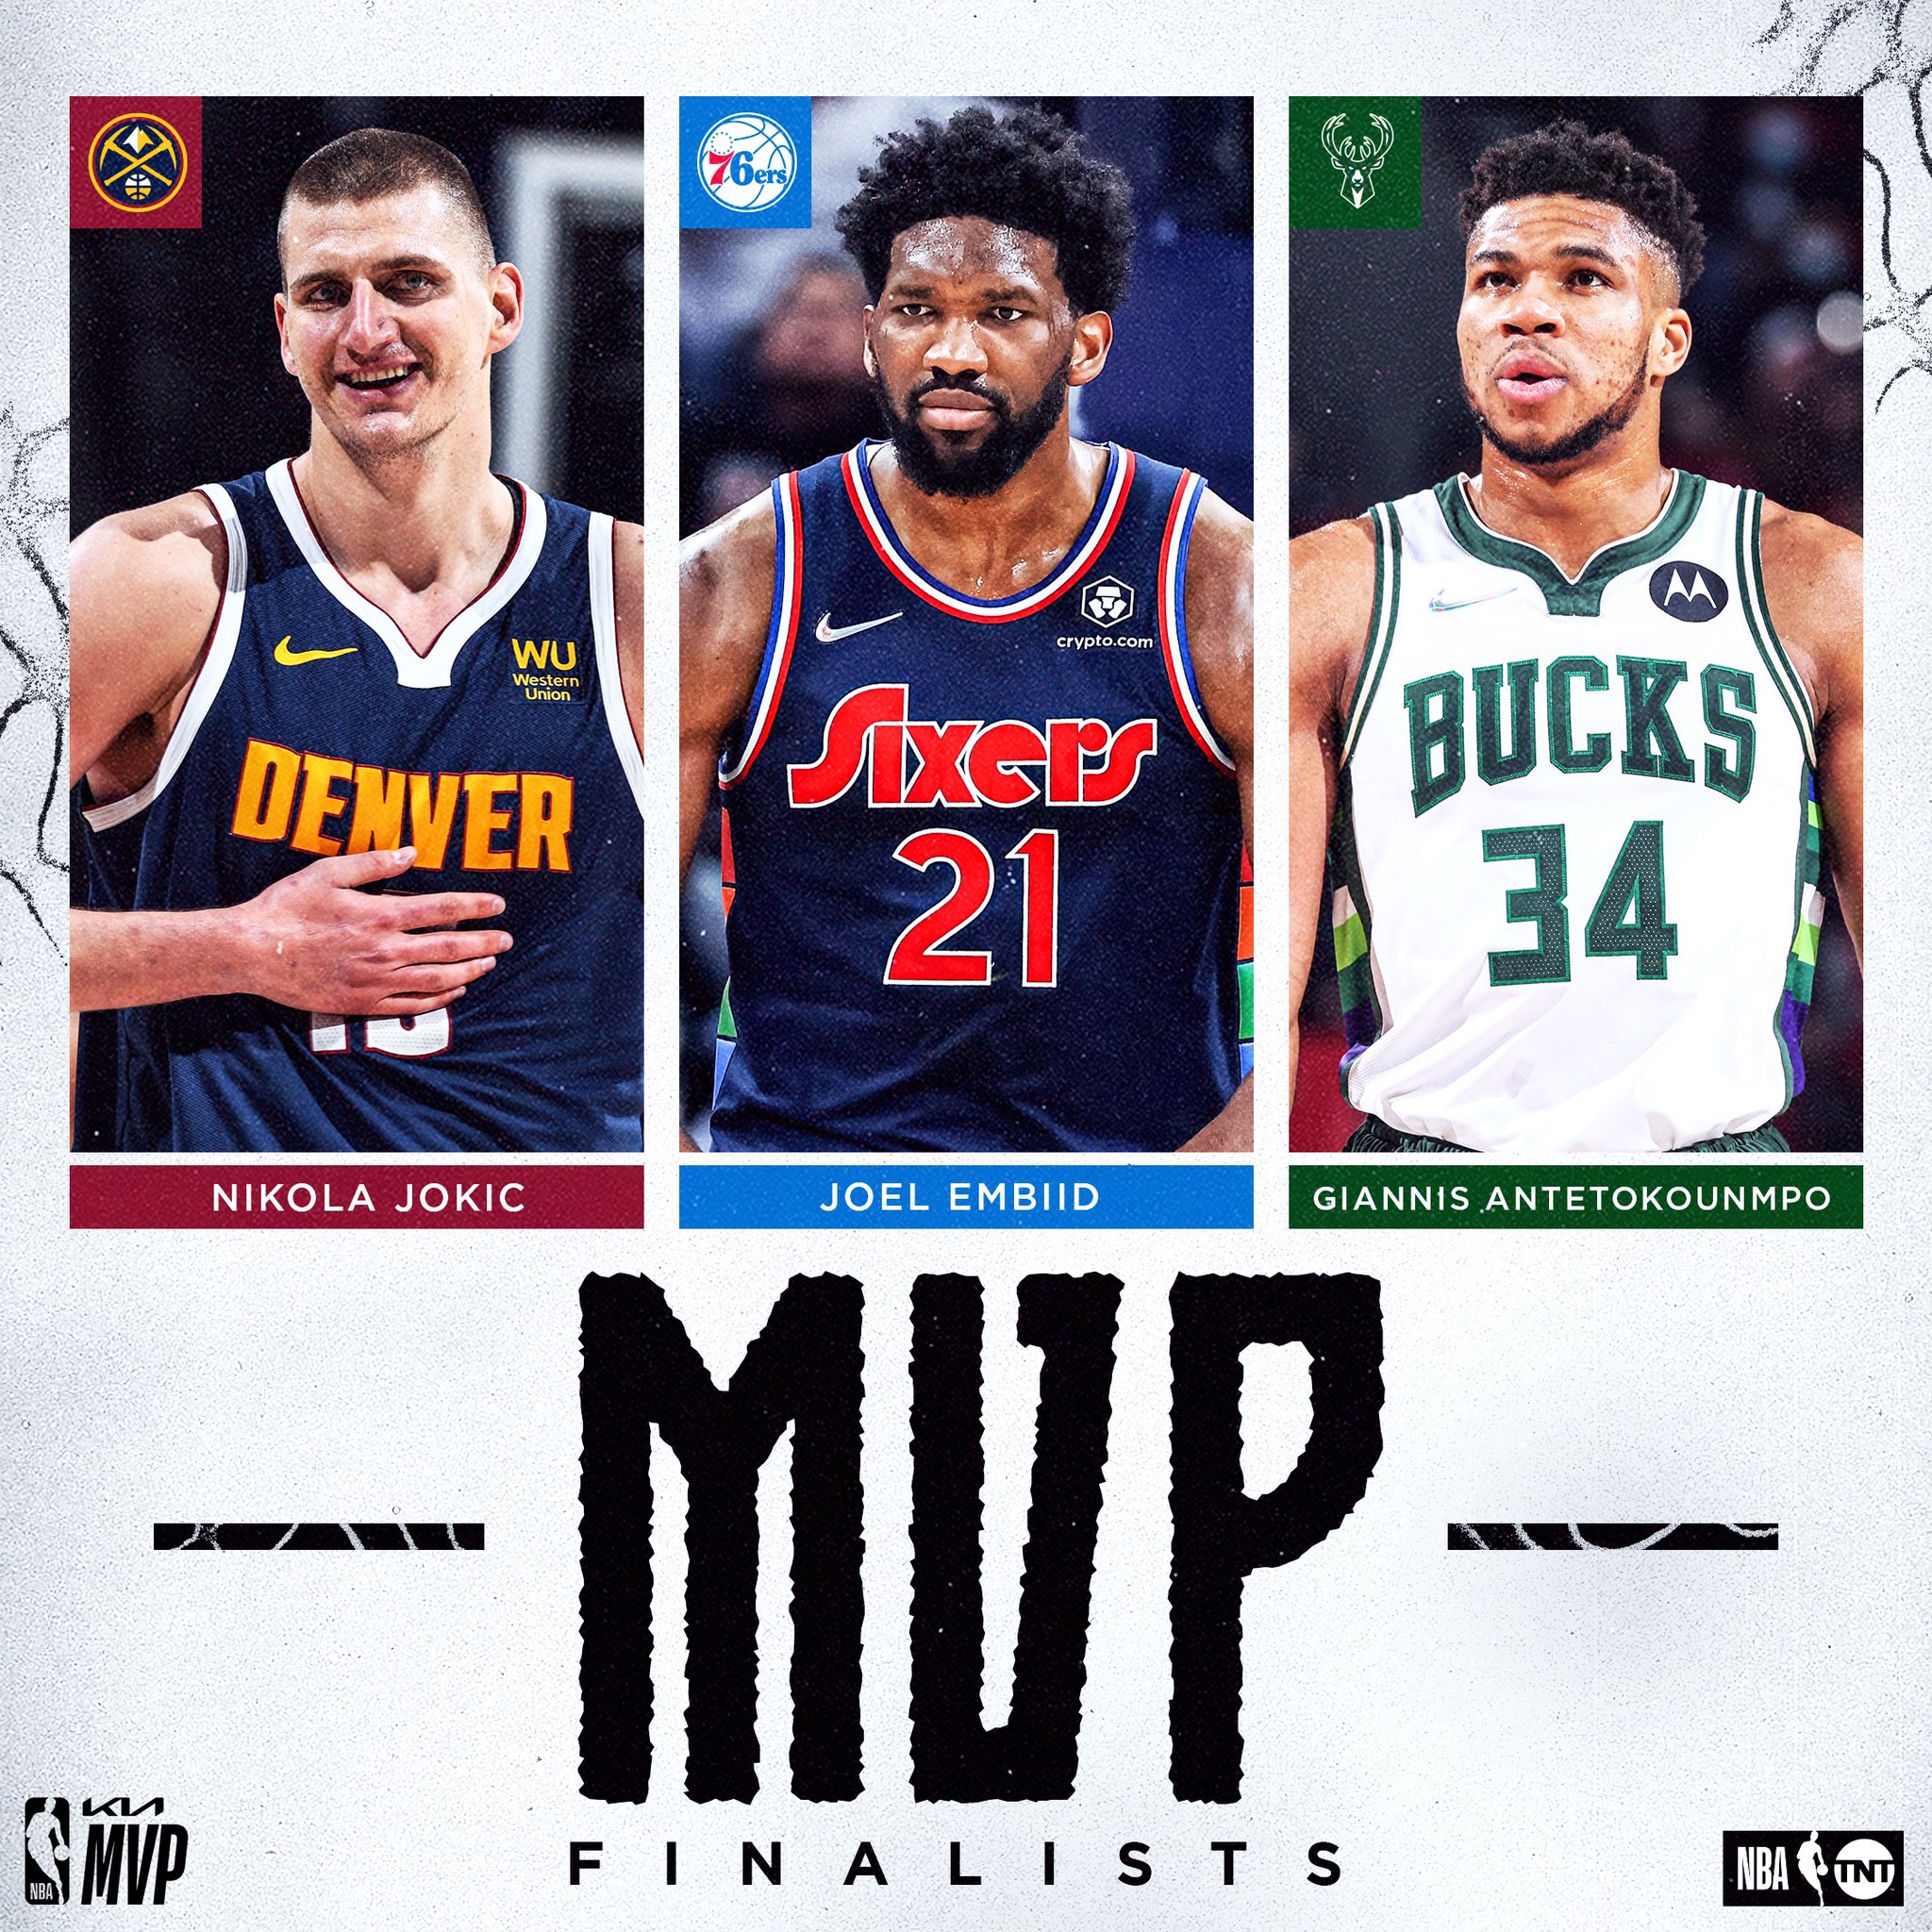 76ers
WU
Western
Union
DENVER
crypto.com
Sixers
21
BUCKS
34
NIKOLA JOKIC
JOEL EMBIID
GIANNIS ANTETOKOUNMPO
MVP
FINALISTS
KIA
MVP
NBA
NBA TNT